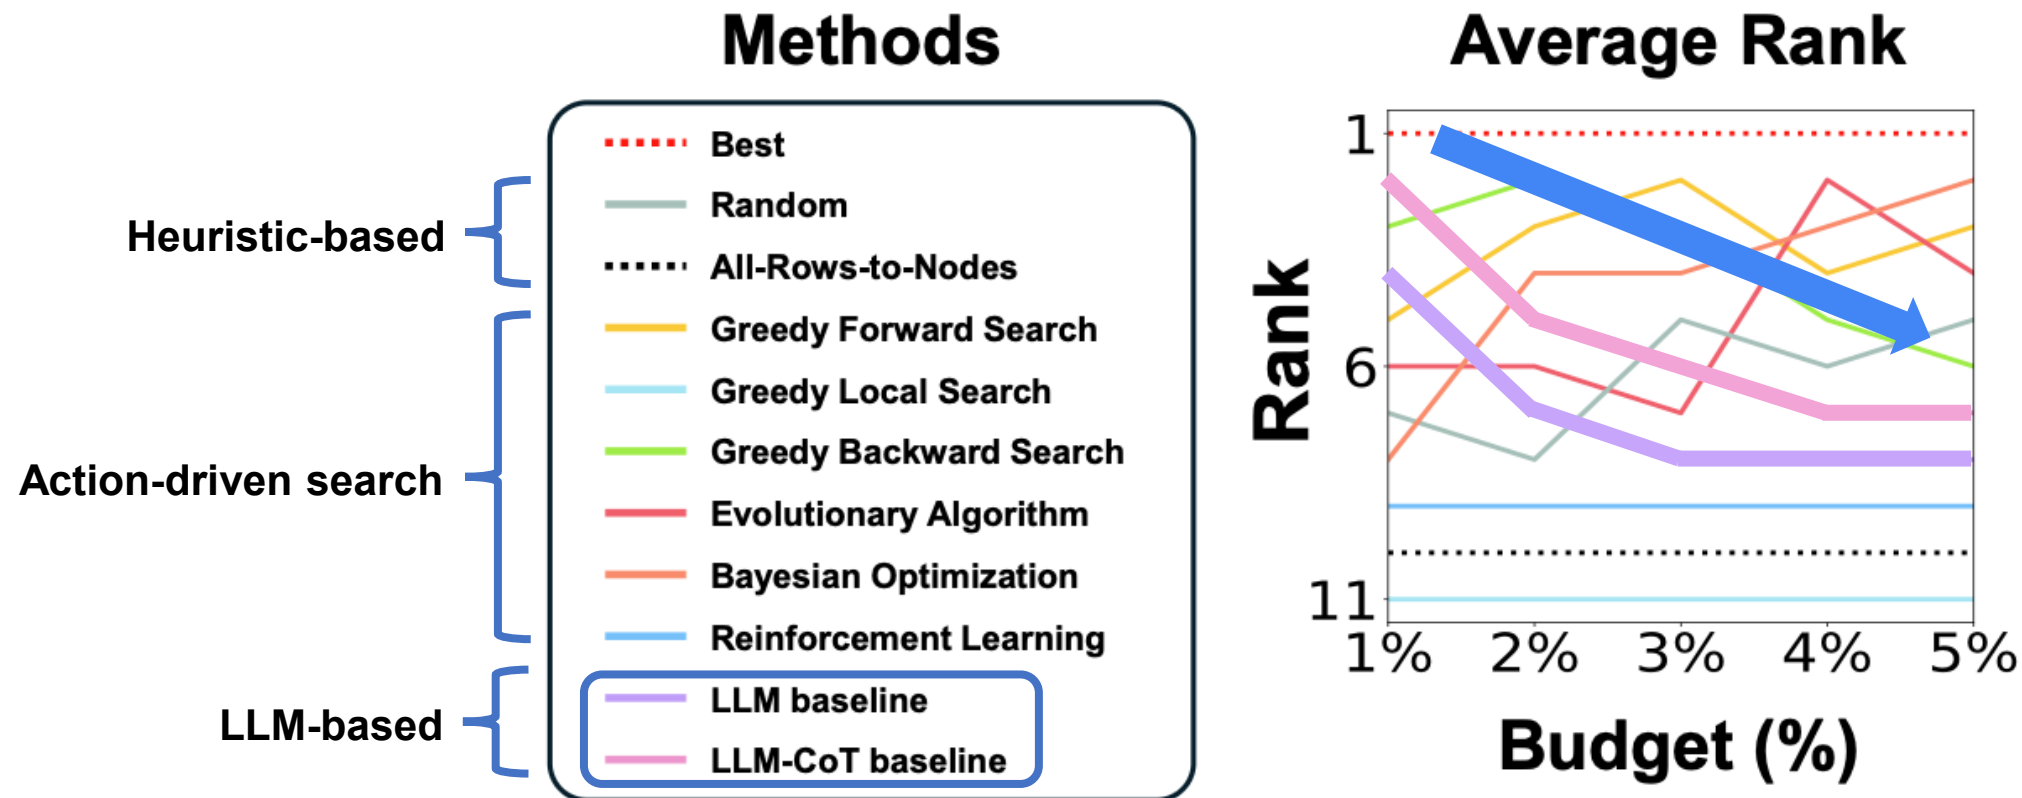 Methods
Best
Random
All-Rows-to-Nodes
Greedy Forward Search
Greedy Local Search
Greedy Backward Search
Evolutionary Algorithm
Bayesian Optimization
Reinforcement Learning
LLM baseline
LLM-CoT baseline
Heuristic-based
Action-driven search
LLM-based
Average Rank
Rank
1
6
11
1% 2% 3% 4% 5%
Budget (%)